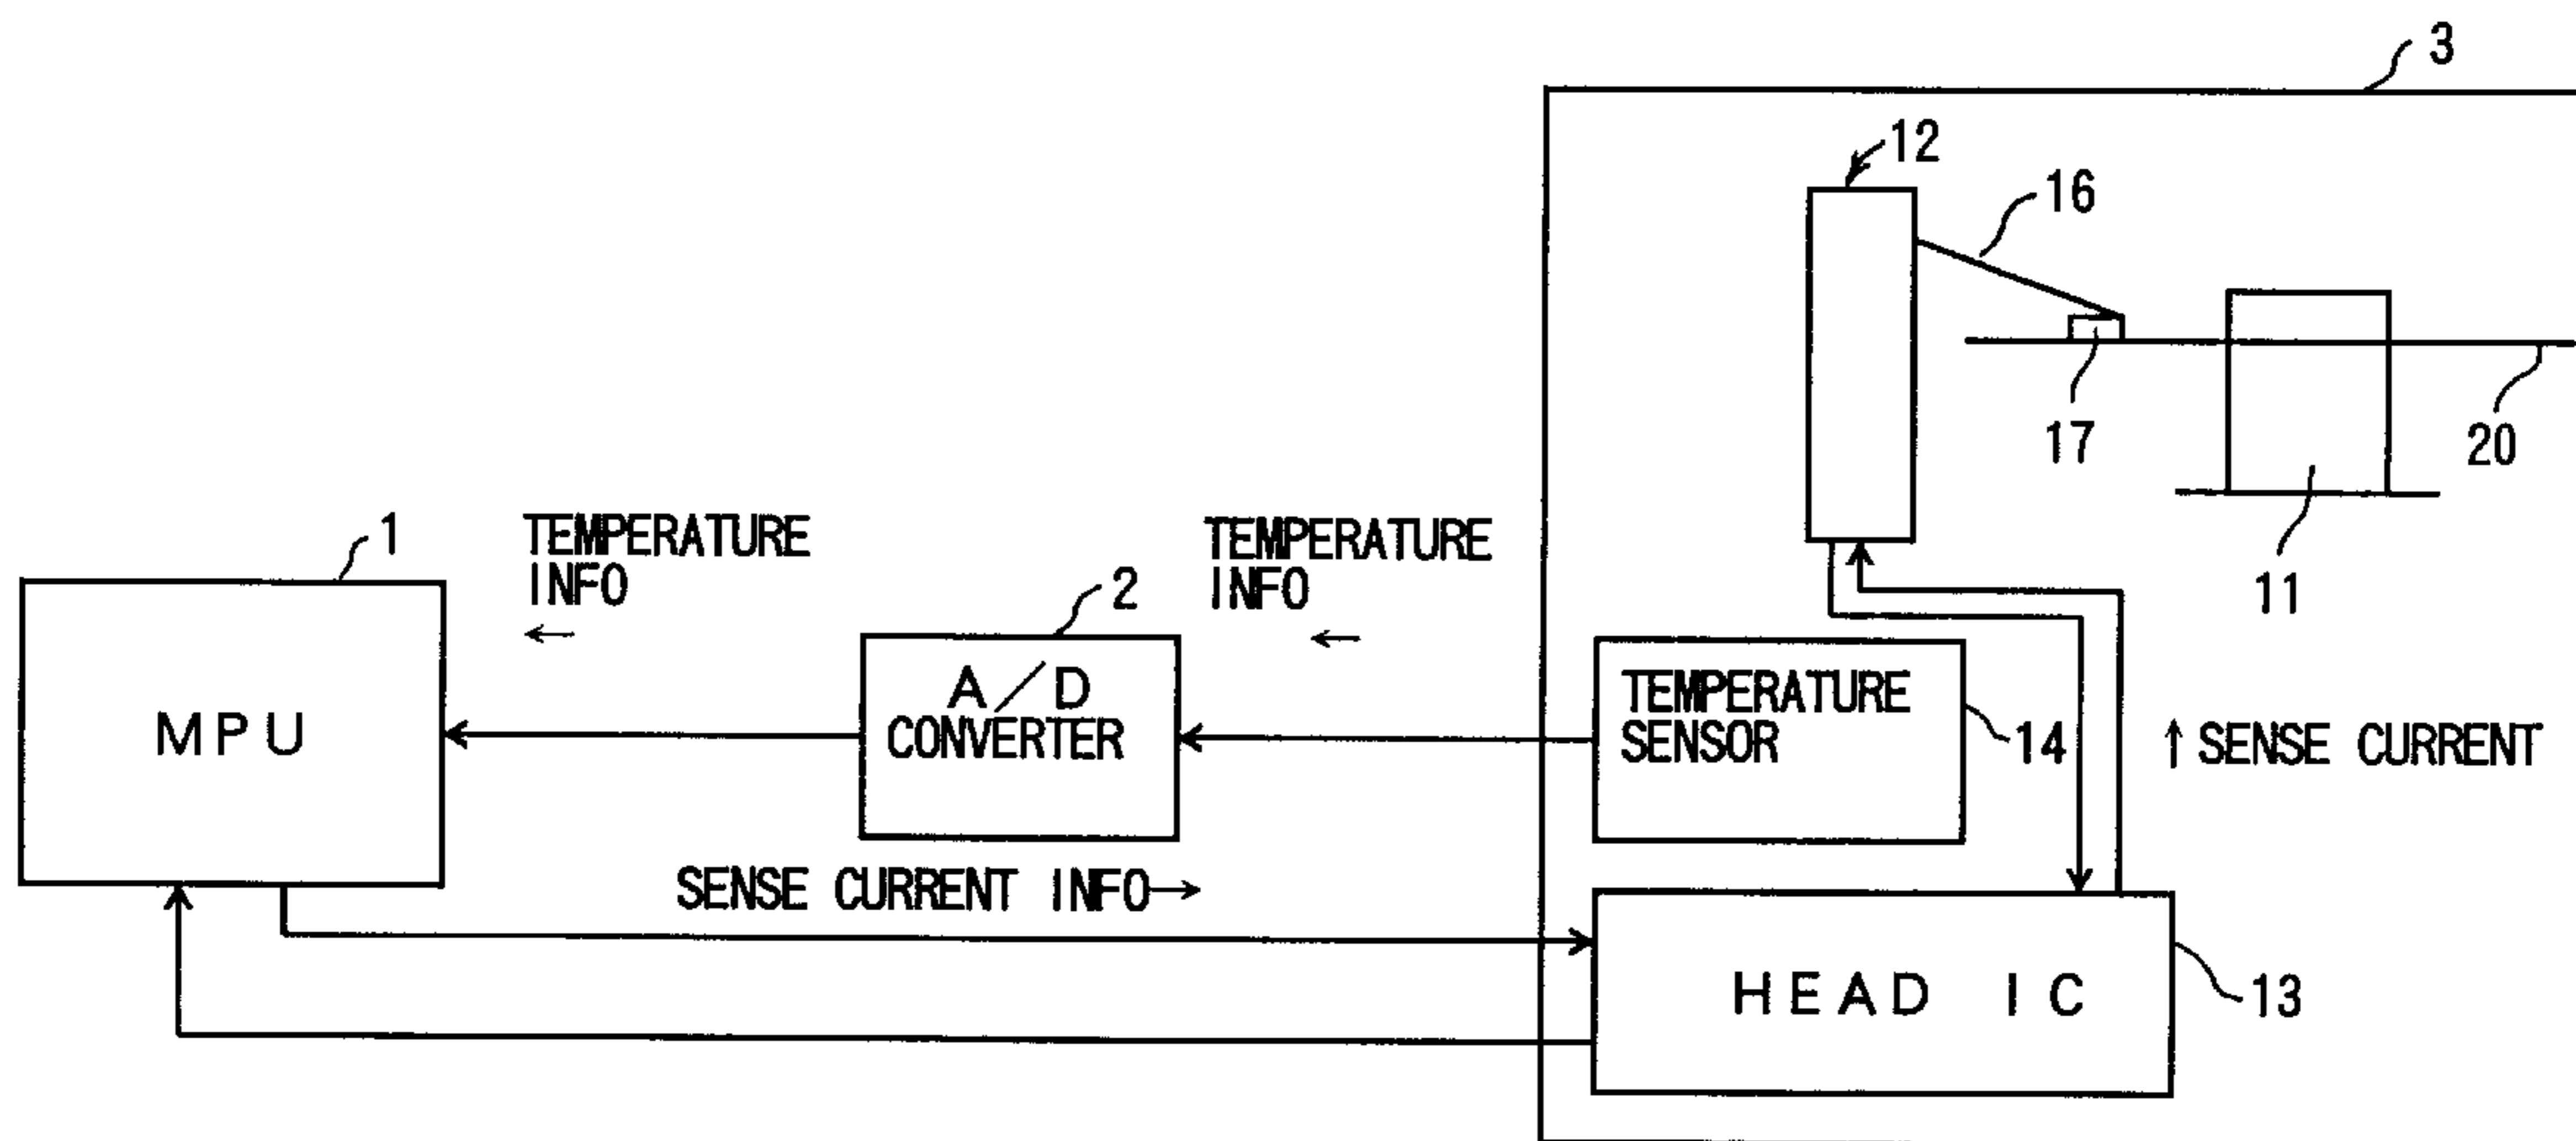 3
12
16
17
20
11
1
TEMPERATURE
INFO
←
2
TEMPERATURE
INFO
←
MPU
A/D
CONVERTER
TEMPERATURE
SENSOR
14
↑ SENSE CURRENT
SENSE CURRENT INFO→
HEAD IC
13